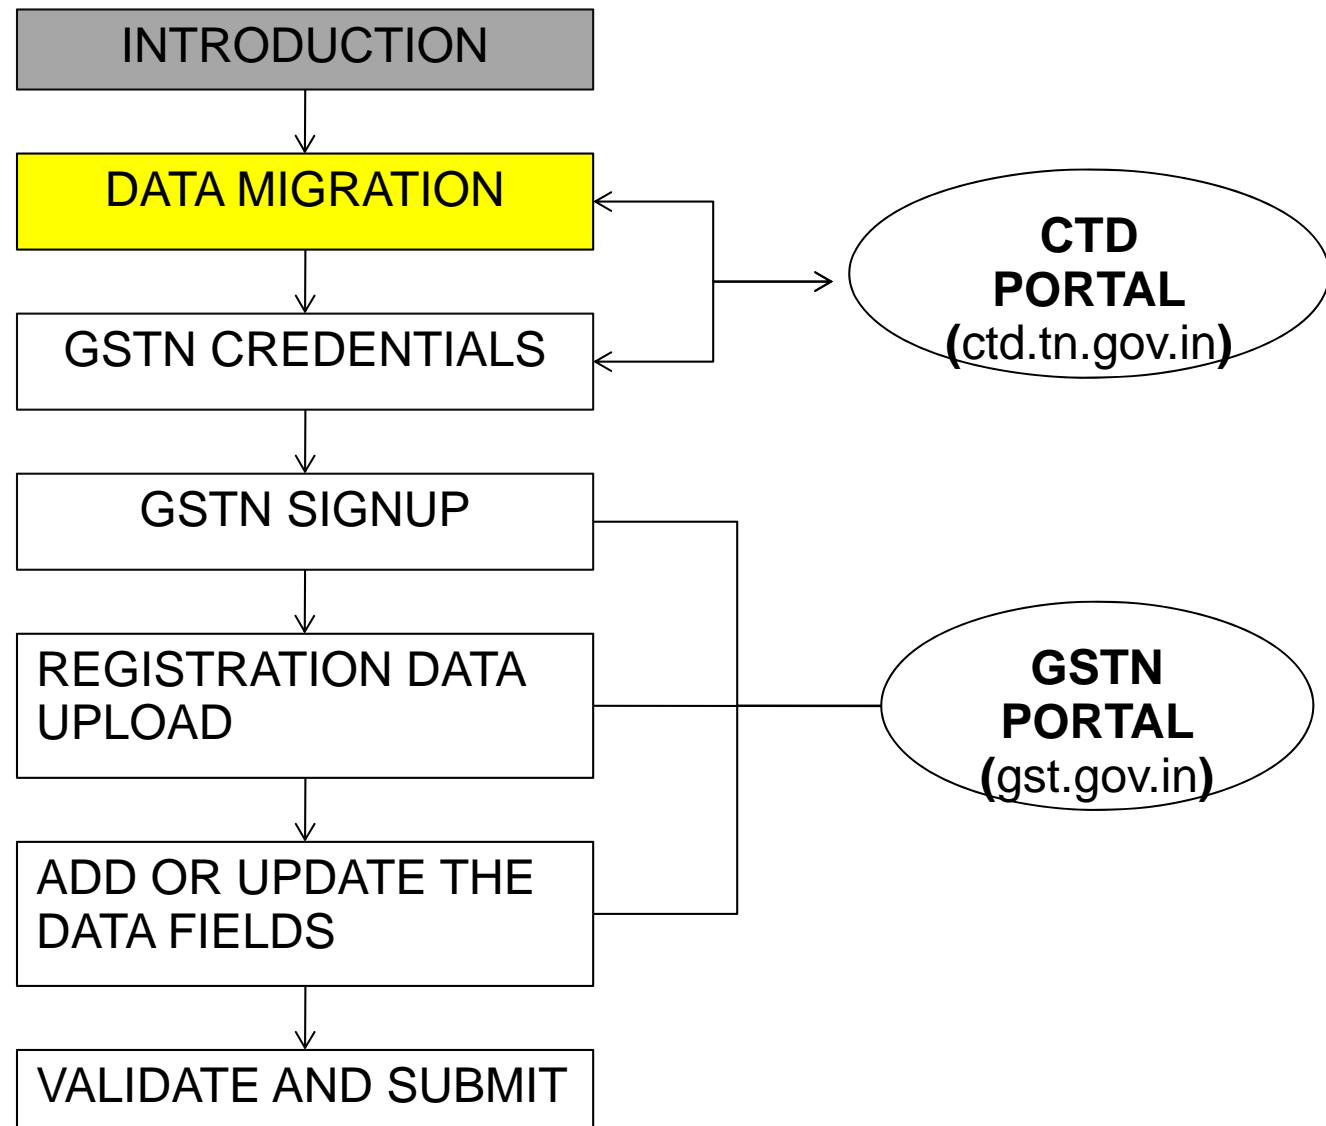 INTRODUCTION
DATA MIGRATION
CTD
PORTAL
(ctd.tn.gov.in)
GSTN CREDENTIALS
GSTN SIGNUP
REGISTRATION DATA
UPLOAD
GSTN
PORTAL
(gst.gov.in)
ADD OR UPDATE THE
DATA FIELDS
VALIDATE AND SUBMIT